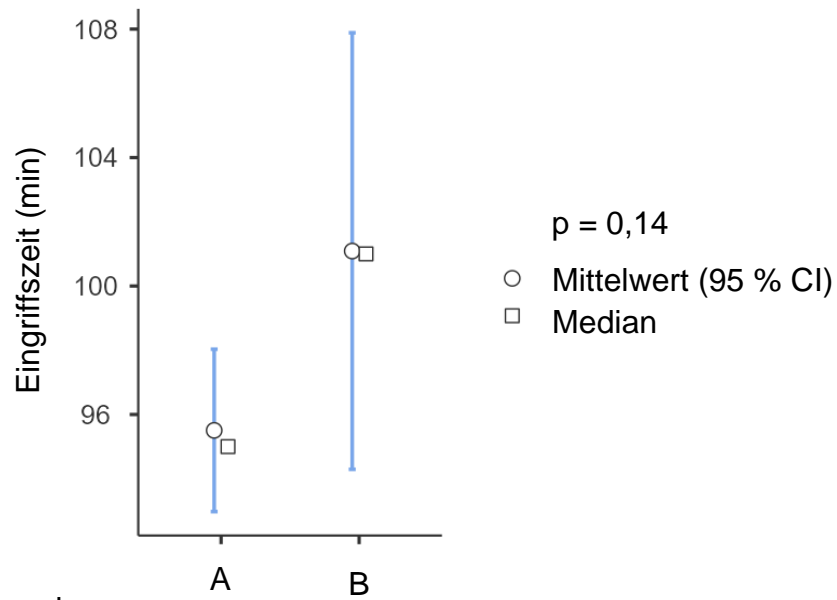 108
104
100
96
Eingriffszeit (min)
A
B
p = 0,14
Mittelwert (95 % CI)
Median